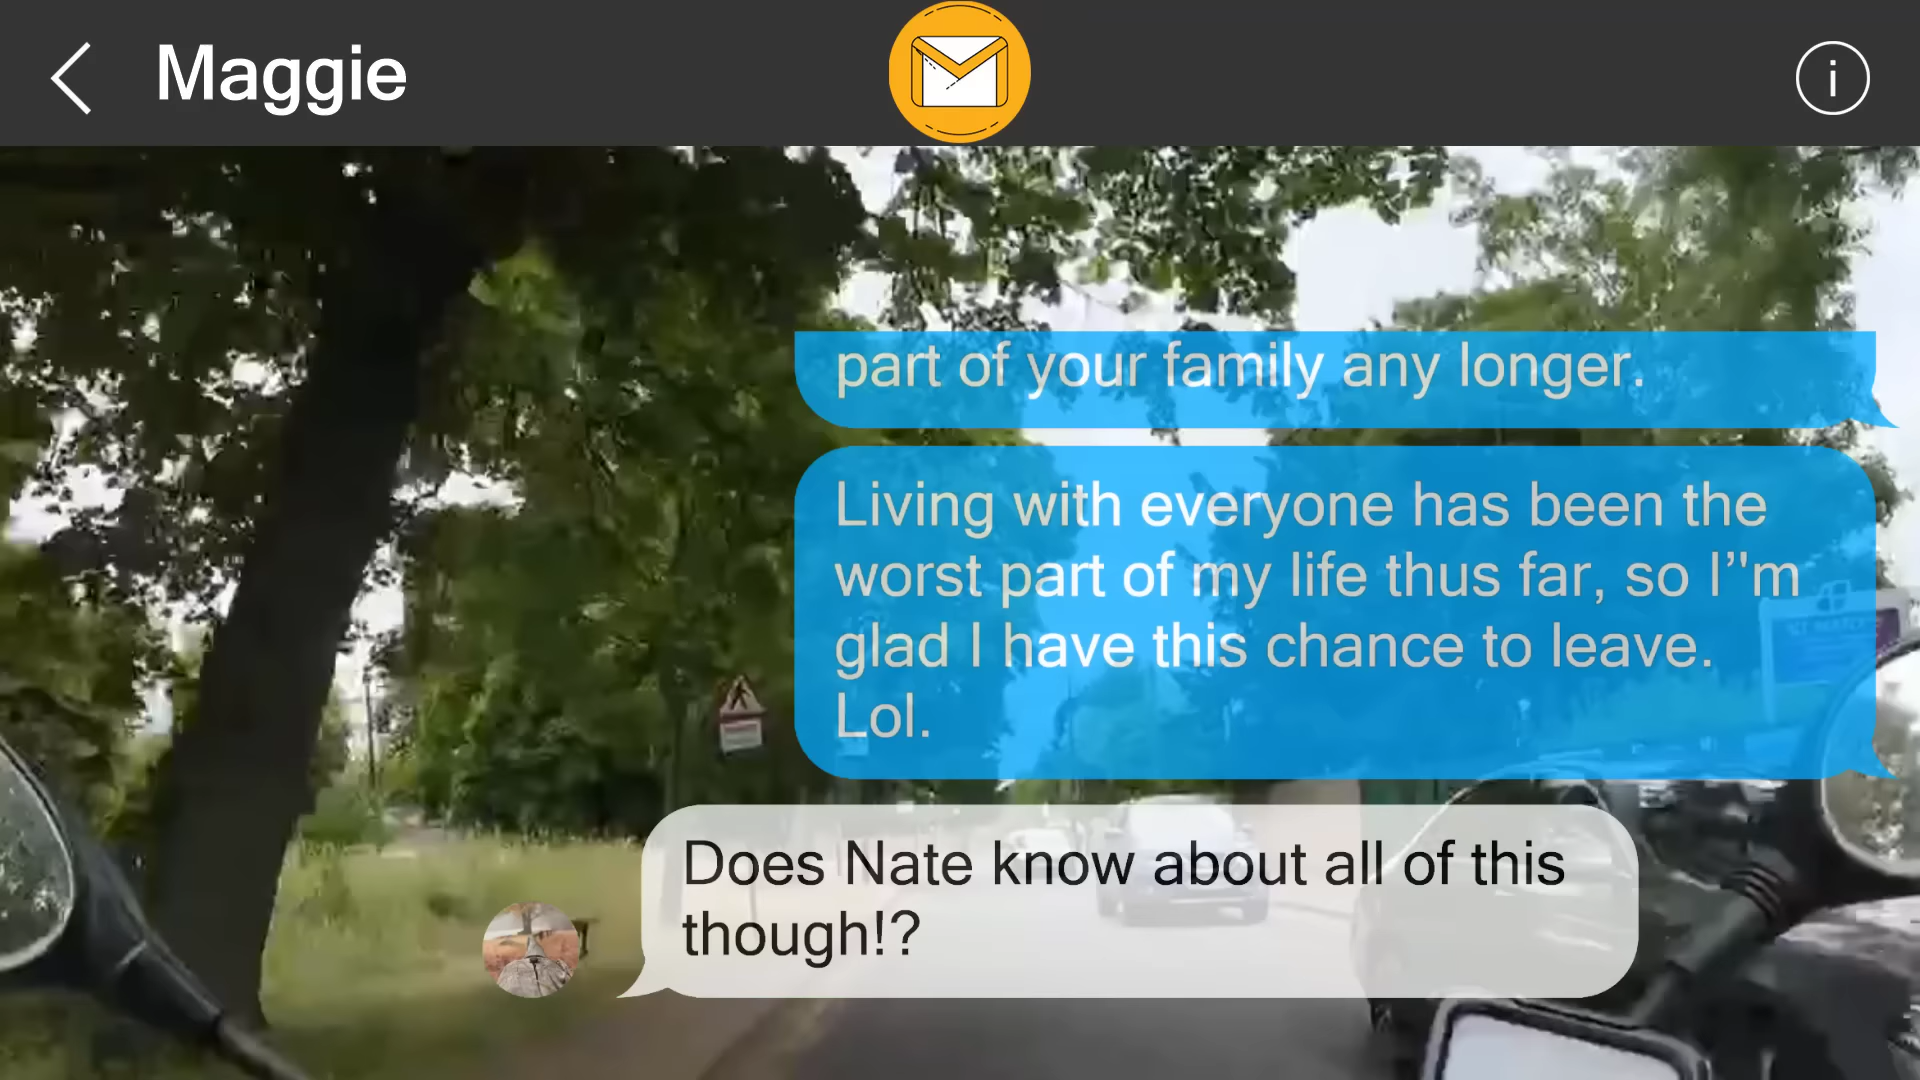 Maggie
part of your family any longer.
Living with everyone has been the
worst part of my life thus far, so I"m
glad I have this chance to leave.
Lol.
Does Nate know about all of this
though!?